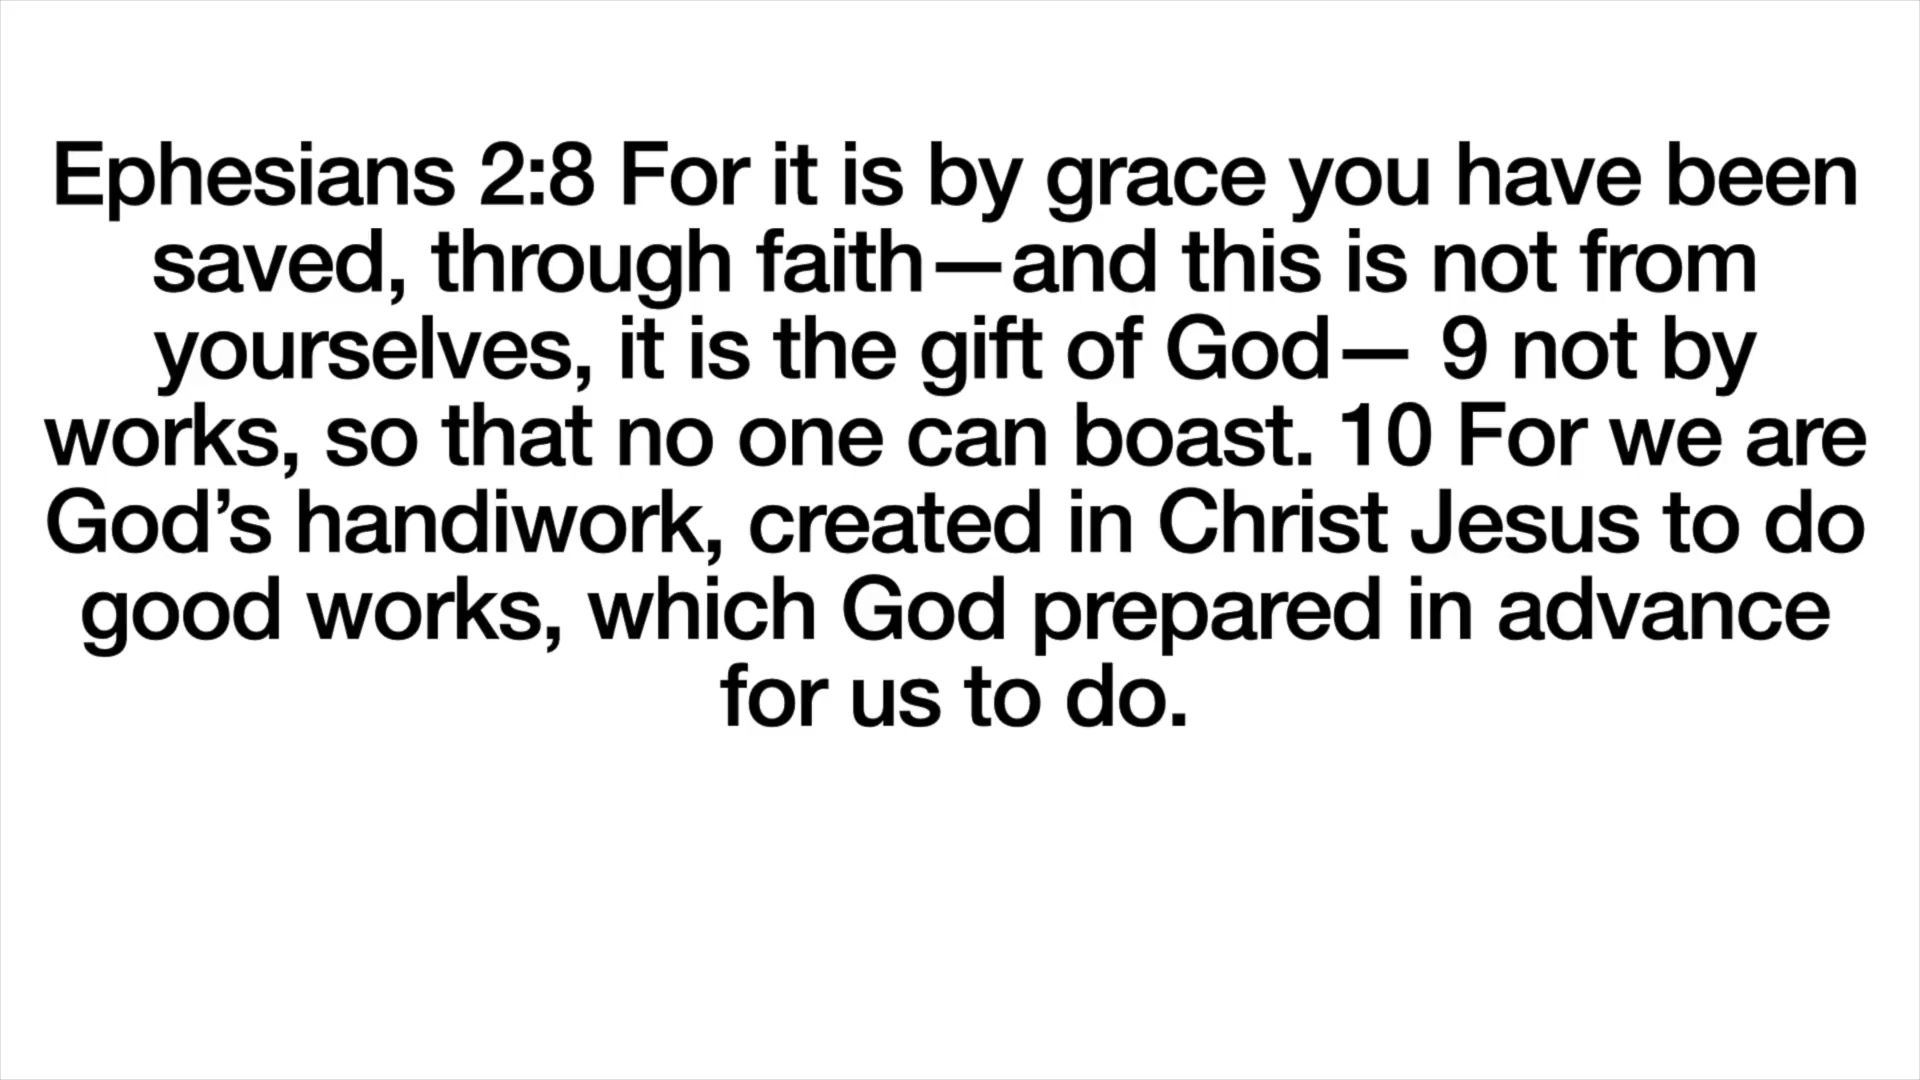 Ephesians 2:8 For it is by grace you have been
saved, through faith—and this is not from
yourselves, it is the gift of God— 9 not by
works, so that no one can boast. 10 For we are
God’s handiwork, created in Christ Jesus to do
good works, which God prepared in advance
for us to do.